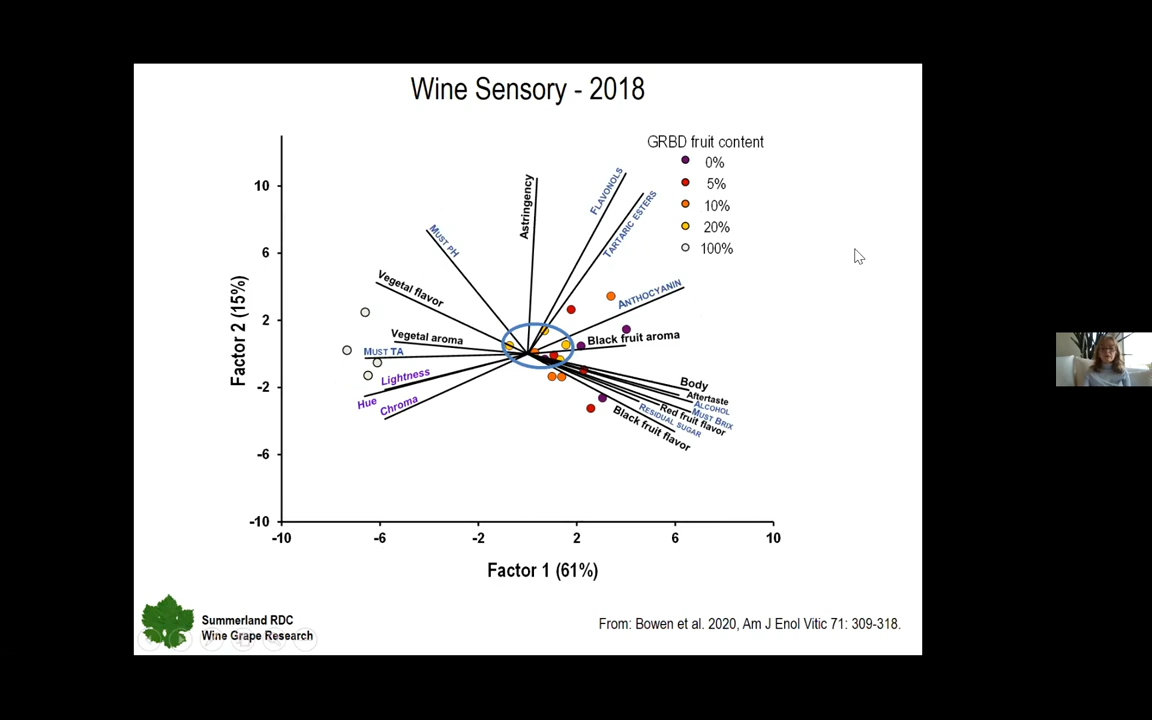 Wine Sensory - 2018
GRBD fruit content
0%
5%
10%
20%
100%
Factor 2 (15%)
10
6
2
-2
-6
-10
-10
-6
-2
2
6
10
Factor 1 (61%)
Astringency
FLAVONOLS
TARTARIC ESTERS
MUST PH
Vegetal flavor
ANTHOCYANIN
Vegetal aroma
Black fruit aroma
MUST TA
Lightness
Hue
Chroma
Body
Aftertaste
ALCOHOL
MUST BRIX
Red fruit flavor
RESIDUAL SUGAR
Black fruit flavor
Summerland RDC
Wine Grape Research
From: Bowen et al. 2020, Am J Enol Vitic 71: 309-318.